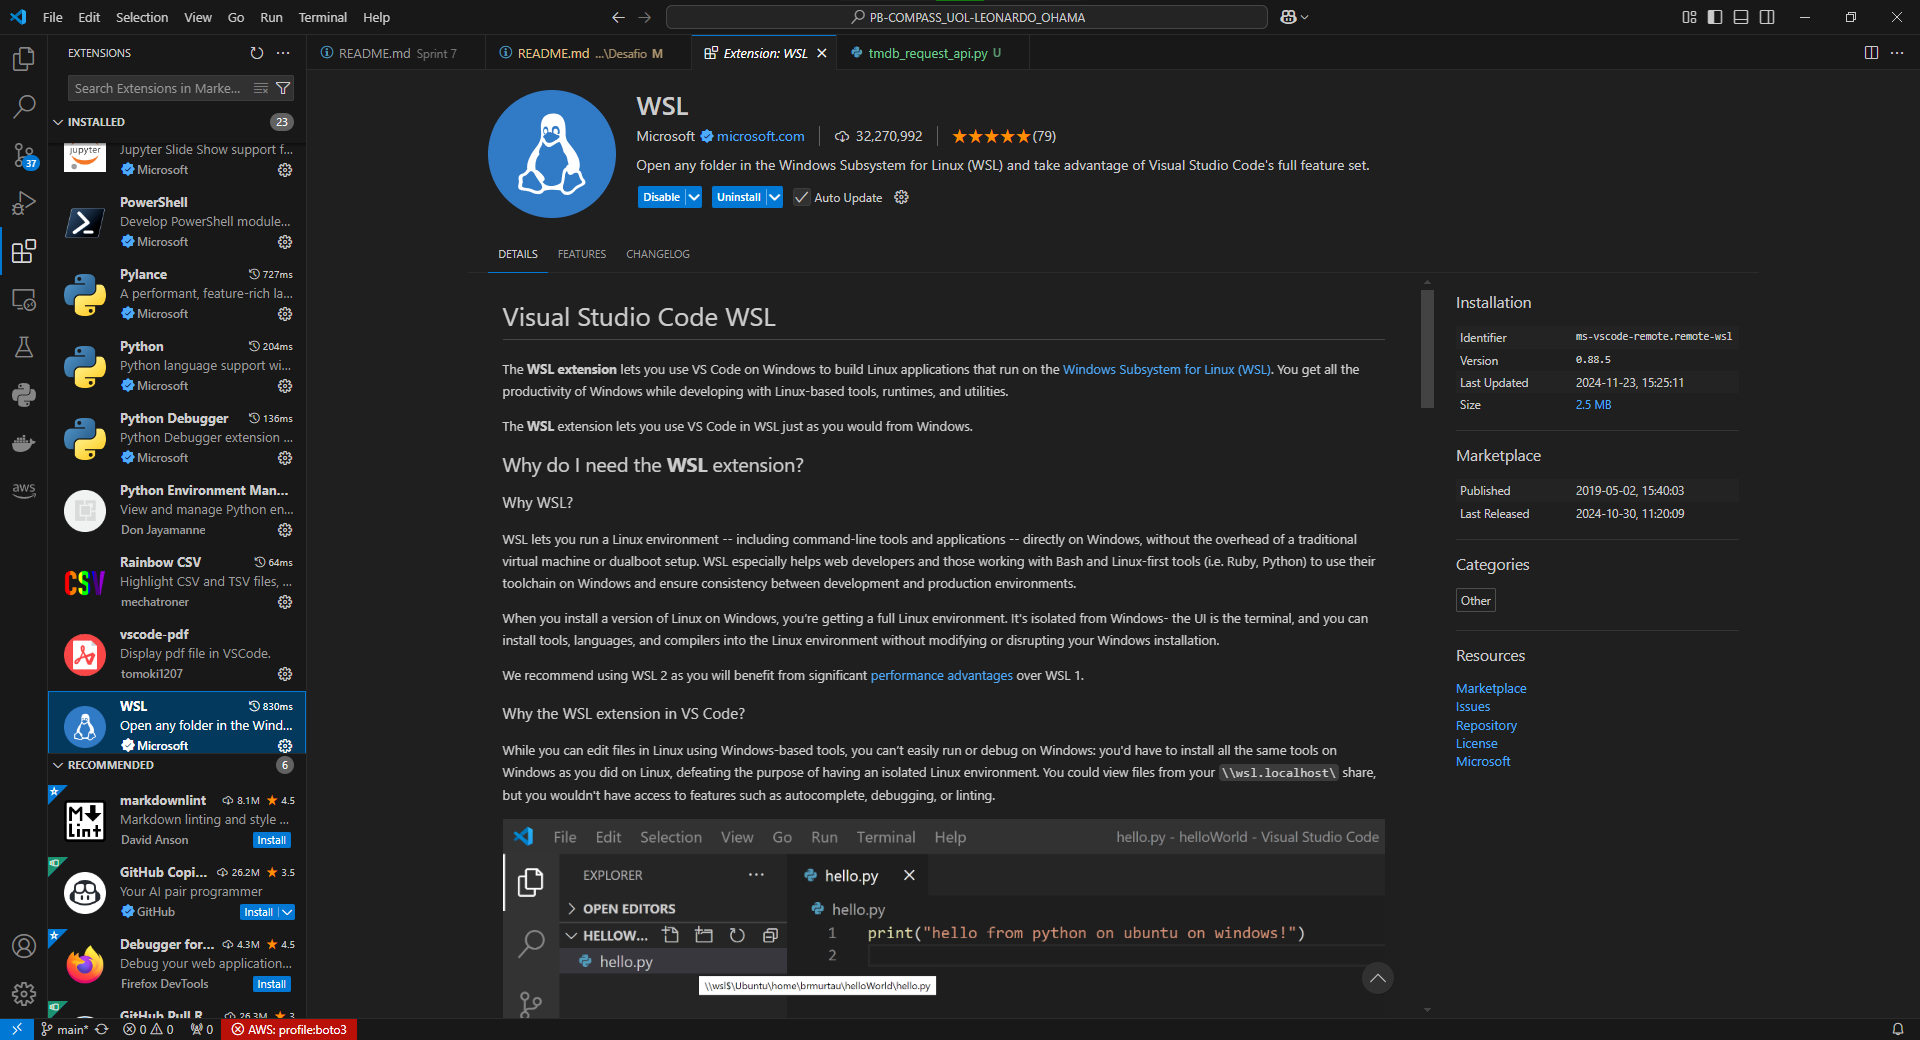 File Edit Selection View Go Run Terminal Help
PB-COMPASS_UOL-LEONARDO_OHAMA
EXTENSIONS
README.md Sprint 7
README.md ...\Desafio M
Extension: WSL
tmdb_request_api.py U
Search Extensions in Marke...
INSTALLED 23
jupyter
Jupyter Slide Show support f...
Microsoft
PowerShell
Develop PowerShell module...
Microsoft
Pylance 727ms
A performant, feature-rich la...
Microsoft
Python 204ms
Python language support wi...
Microsoft
Python Debugger 136ms
Python Debugger extension ...
Microsoft
Python Environment Man...
View and manage Python en...
Don Jayamanne
Rainbow CSV 64ms
CSV
Highlight CSV and TSV files, ...
mechatroner
vscode-pdf
Display pdf file in VSCode.
tomoki1207
WSL 830ms
Open any folder in the Wind...
Microsoft
RECOMMENDED 6
markdownlint 8.1M 4.5
M
Lint
Markdown linting and style ...
David Anson Install
GitHub Copi... 26.2M 3.5
Your AI pair programmer
GitHub Install
Debugger for... 4.3M 4.5
Debug your web application...
Firefox DevTools Install
GitHub Pull R... 26.3M 3
37
aws
WSL
Microsoft microsoft.com 32,270,992 (79)
Open any folder in the Windows Subsystem for Linux (WSL) and take advantage of Visual Studio Code's full feature set.
Disable Uninstall Auto Update
DETAILS FEATURES CHANGELOG
Visual Studio Code WSL
The WSL extension lets you use VS Code on Windows to build Linux applications that run on the Windows Subsystem for Linux (WSL). You get all the
productivity of Windows while developing with Linux-based tools, runtimes, and utilities.
The WSL extension lets you use VS Code in WSL just as you would from Windows.
Why do I need the WSL extension?
Why WSL?
WSL lets you run a Linux environment -- including command-line tools and applications -- directly on Windows, without the overhead of a traditional
virtual machine or dualboot setup. WSL especially helps web developers and those working with Bash and Linux-first tools (i.e. Ruby, Python) to use their
toolchain on Windows and ensure consistency between development and production environments.
When you install a version of Linux on Windows, you're getting a full Linux environment. It's isolated from Windows- the UI is the terminal, and you can
install tools, languages, and compilers into the Linux environment without modifying or disrupting your Windows installation.
We recommend using WSL 2 as you will benefit from significant performance advantages over WSL 1.
Why the WSL extension in VS Code?
While you can edit files in Linux using Windows-based tools, you can't easily run or debug on Windows: you'd have to install all the same tools on
Windows as you did on Linux, defeating the purpose of having an isolated Linux environment. You could view files from your \\wsl.localhost\ share,
but you wouldn't have access to features such as autocomplete, debugging, or linting.
File Edit Selection View Go Run Terminal Help hello.py - helloWorld - Visual Studio Code
EXPLORER
hello.py
OPEN EDITORS
hello.py
HELLOW...
1 print("hello from python on ubuntu on windows!")
hello.py
2
\\wsl$\Ubuntu\home\brmurtau\helloWorld\hello.py
Installation
Identifier ms-vscode-remote.remote-wsl
Version 0.88.5
Last Updated 2024-11-23, 15:25:11
Size 2.5 MB
Marketplace
Published 2019-05-02, 15:40:03
Last Released 2024-10-30, 11:20:09
Categories
Other
Resources
Marketplace
Issues
Repository
License
Microsoft
main* 0 0 0 AWS: profile:boto3